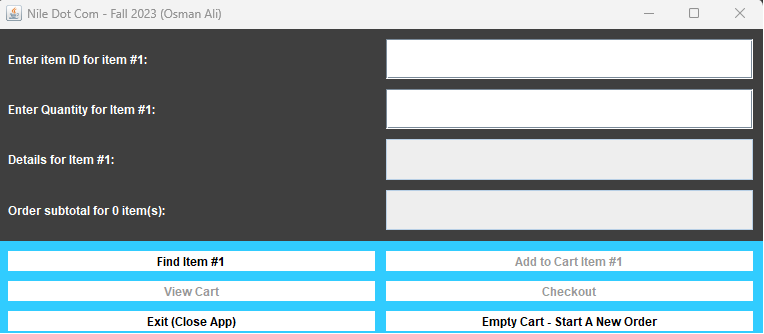 Nile Dot Com - Fall 2023 (Osman Ali)
Enter item ID for item #1:
Enter Quantity for Item #1:
Details for Item #1:
Order subtotal for 0 item(s):
Find Item #1
Add to Cart Item #1
View Cart
Checkout
Exit (Close App)
Empty Cart - Start A New Order